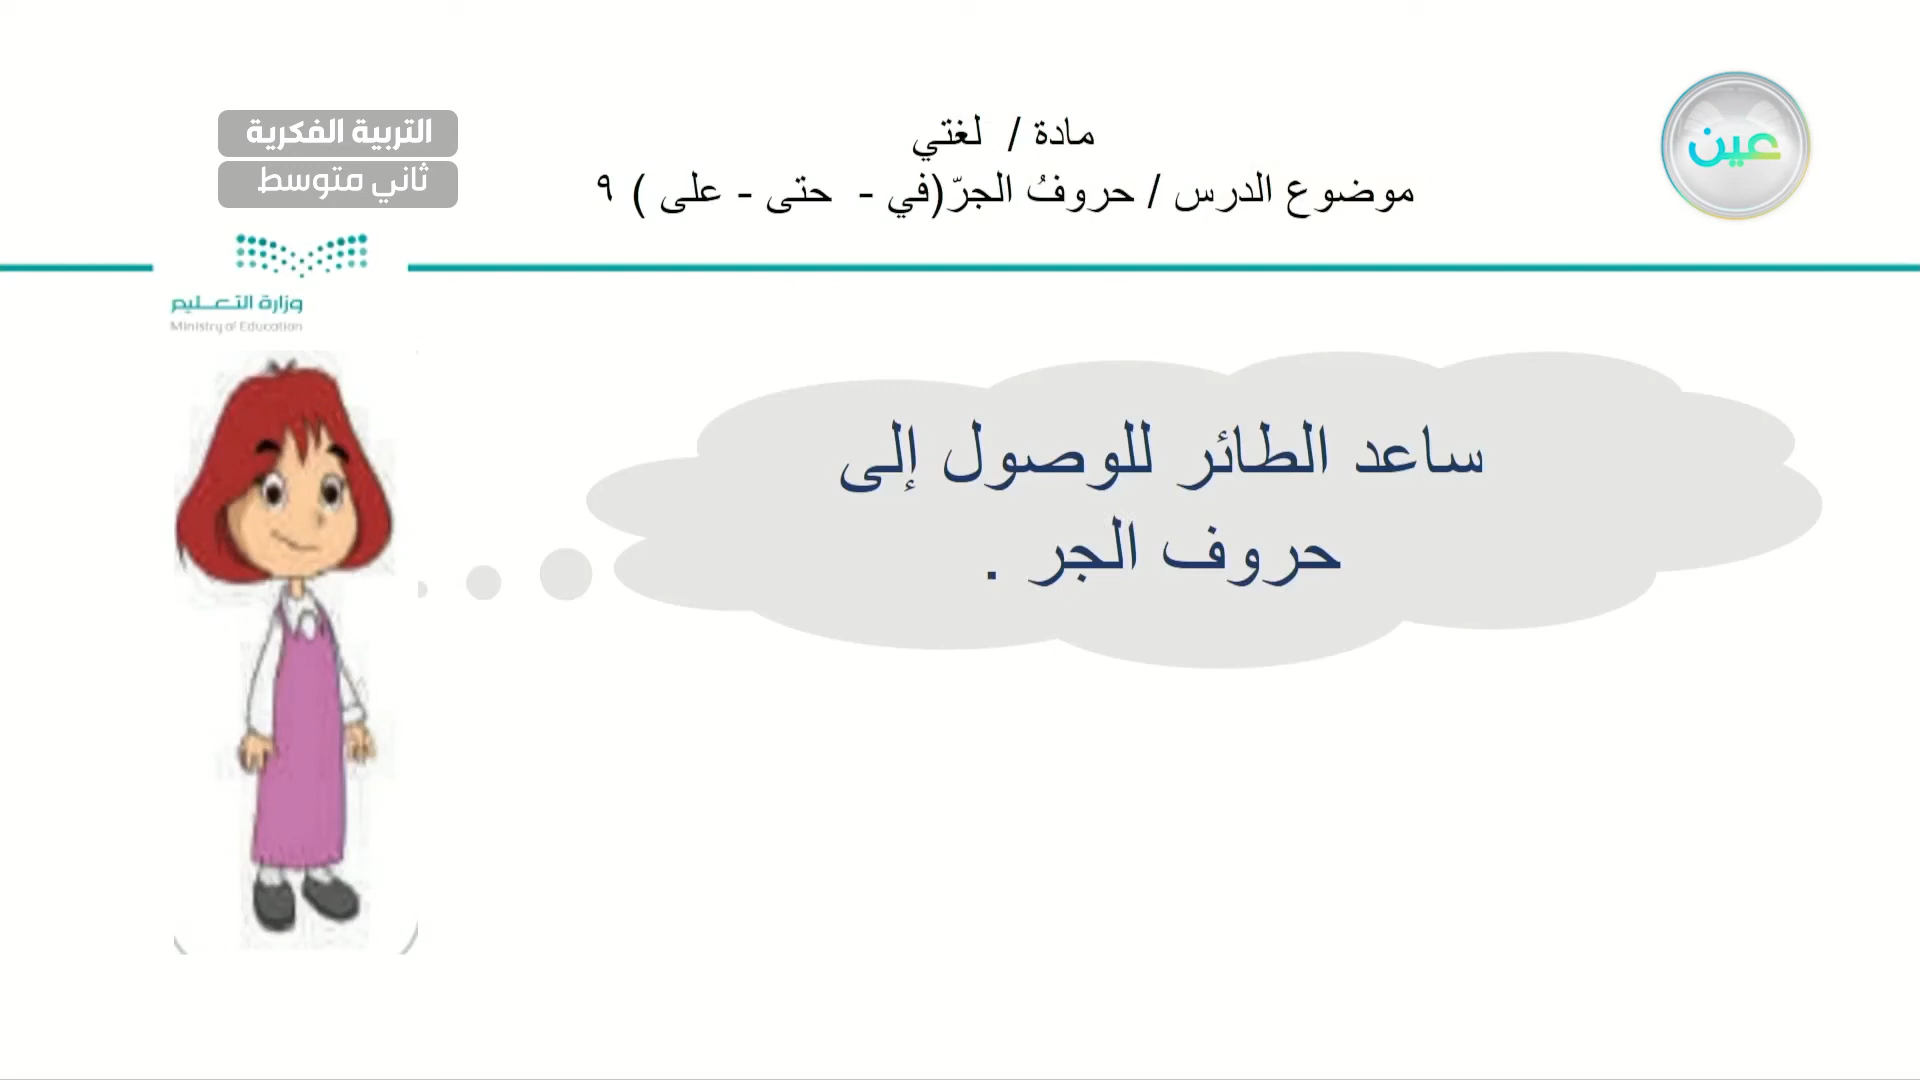 التربية الفكرية
ثاني متوسط
مادة / لغتي
موضوع الدرس / حروفُ الجرّ(في - حتى - على ) ٩
عين
وزارة التعليم
Ministry of Education
ساعد الطائر للوصول إلى
حروف الجر .